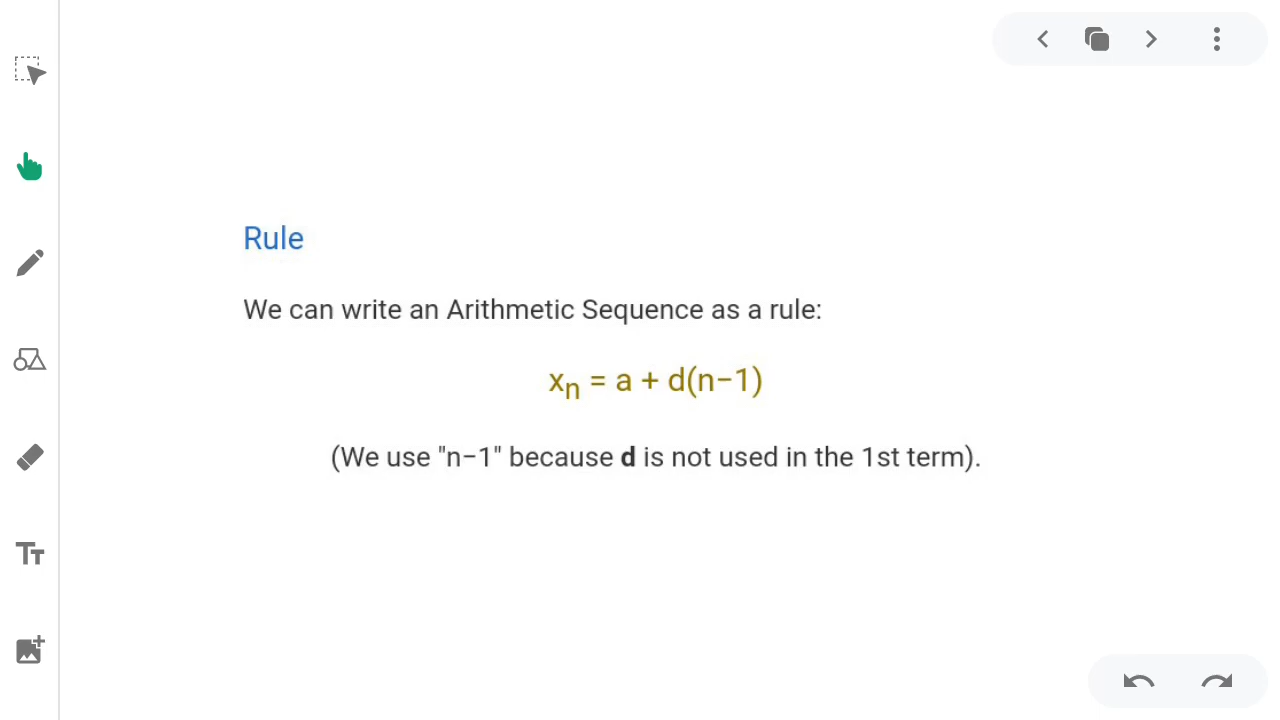 Rule
We can write an Arithmetic Sequence as a rule:
xn = a + d(n−1)
(We use "n−1" because d is not used in the 1st term).